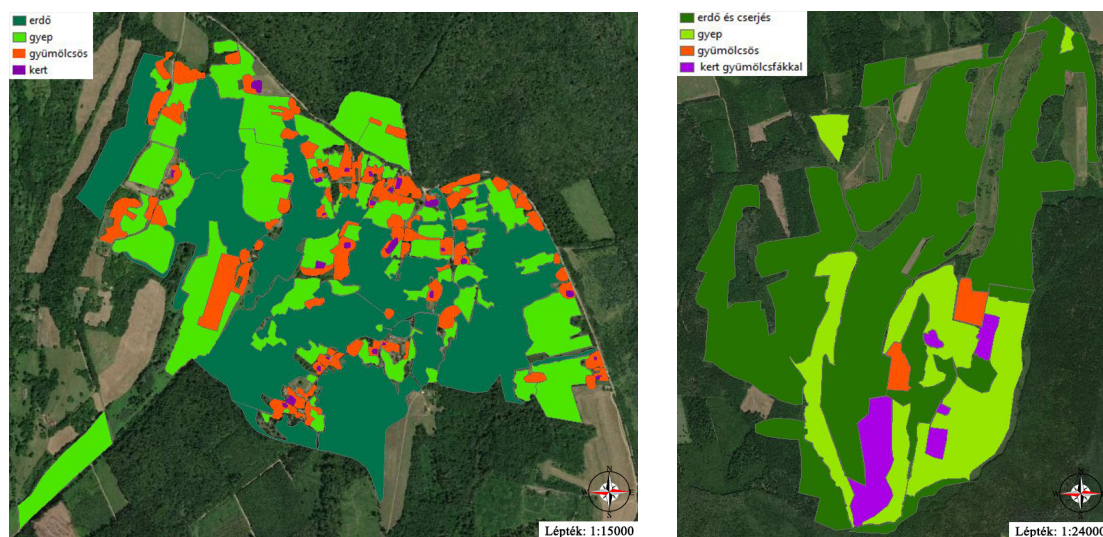 erdő
gyep
gyümölcsös
kert
N
E
S
Lépték: 1:15000
erdő és cserjés
gyep
gyümölcsös
kert gyümölcsfákkal
N
S
Lépték: 1:24000